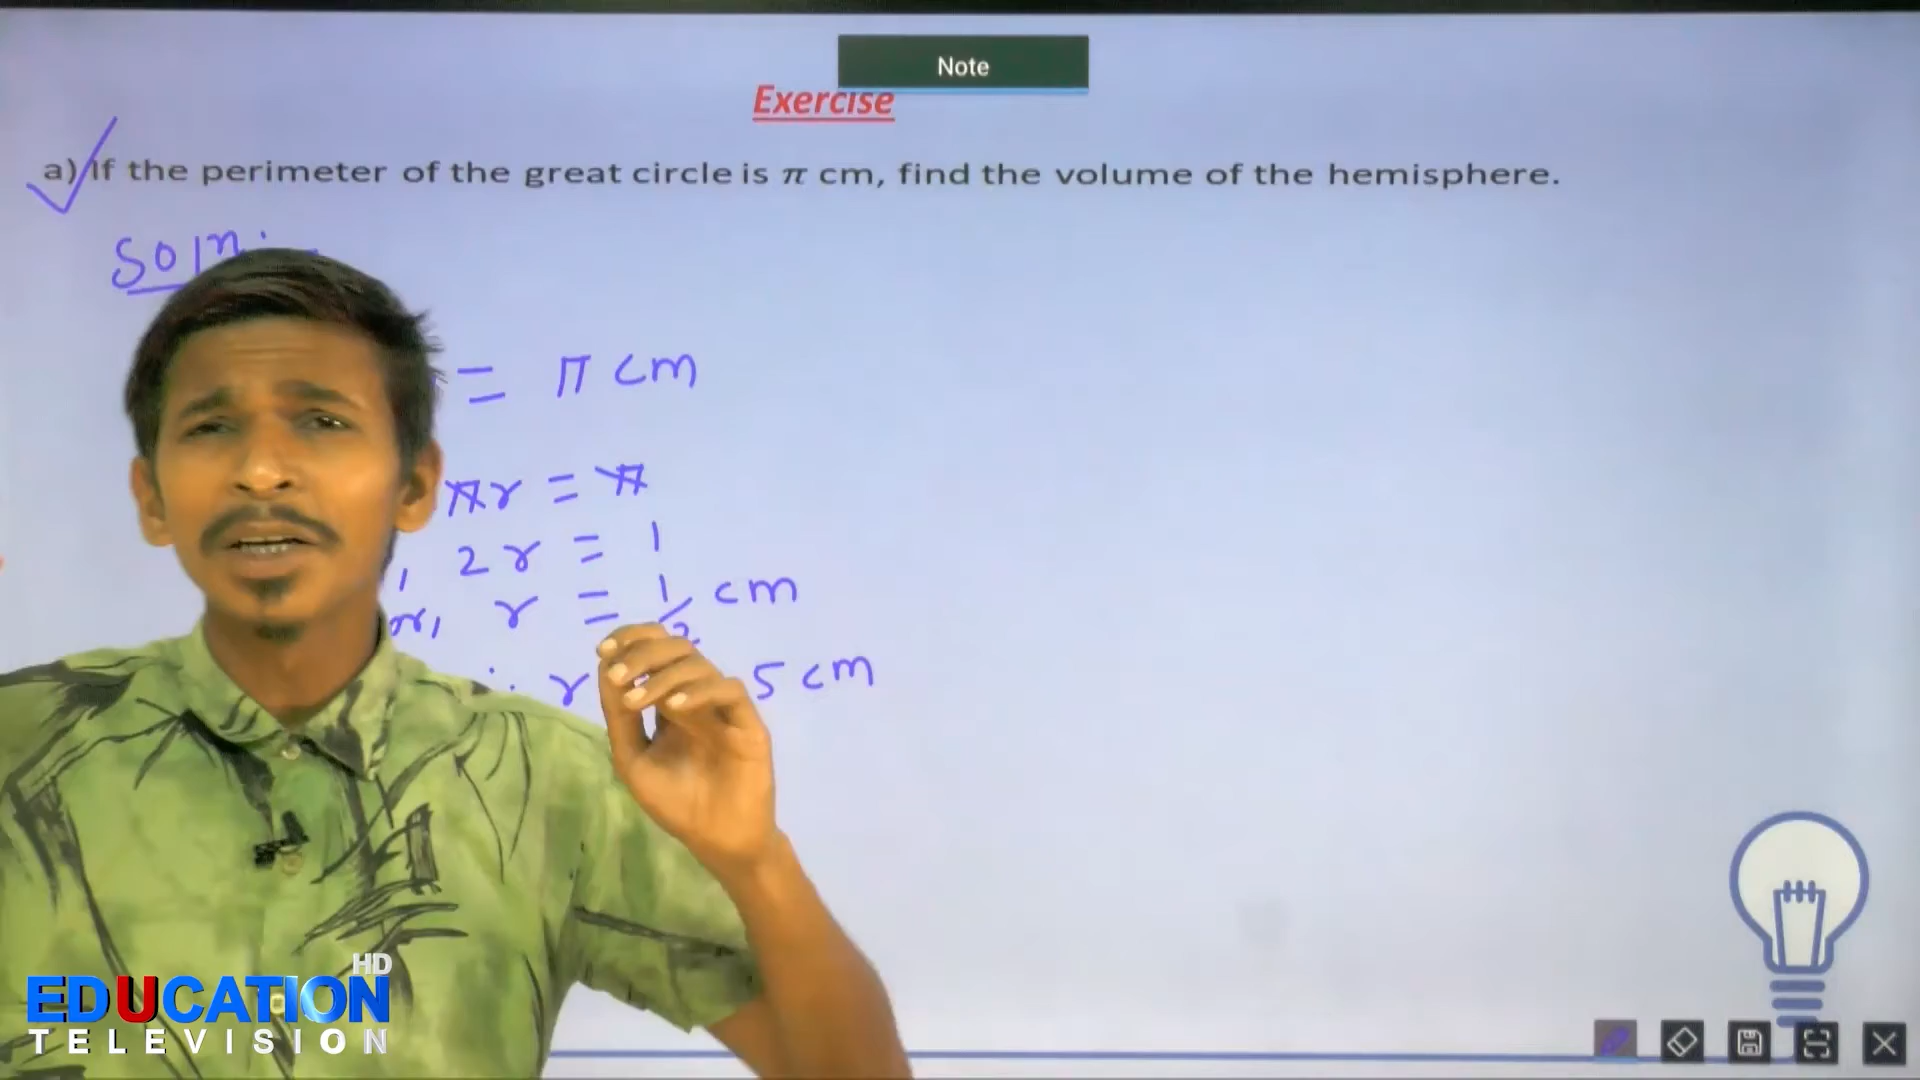 Note
Exercise
a) If the perimeter of the great circle is π cm, find the volume of the hemisphere.
Soln:-
= π cm
πr = π
, 2r = 1
or, r = 1/2 cm
∴ r 5 cm
HD
EDUCATION
TELEVISION